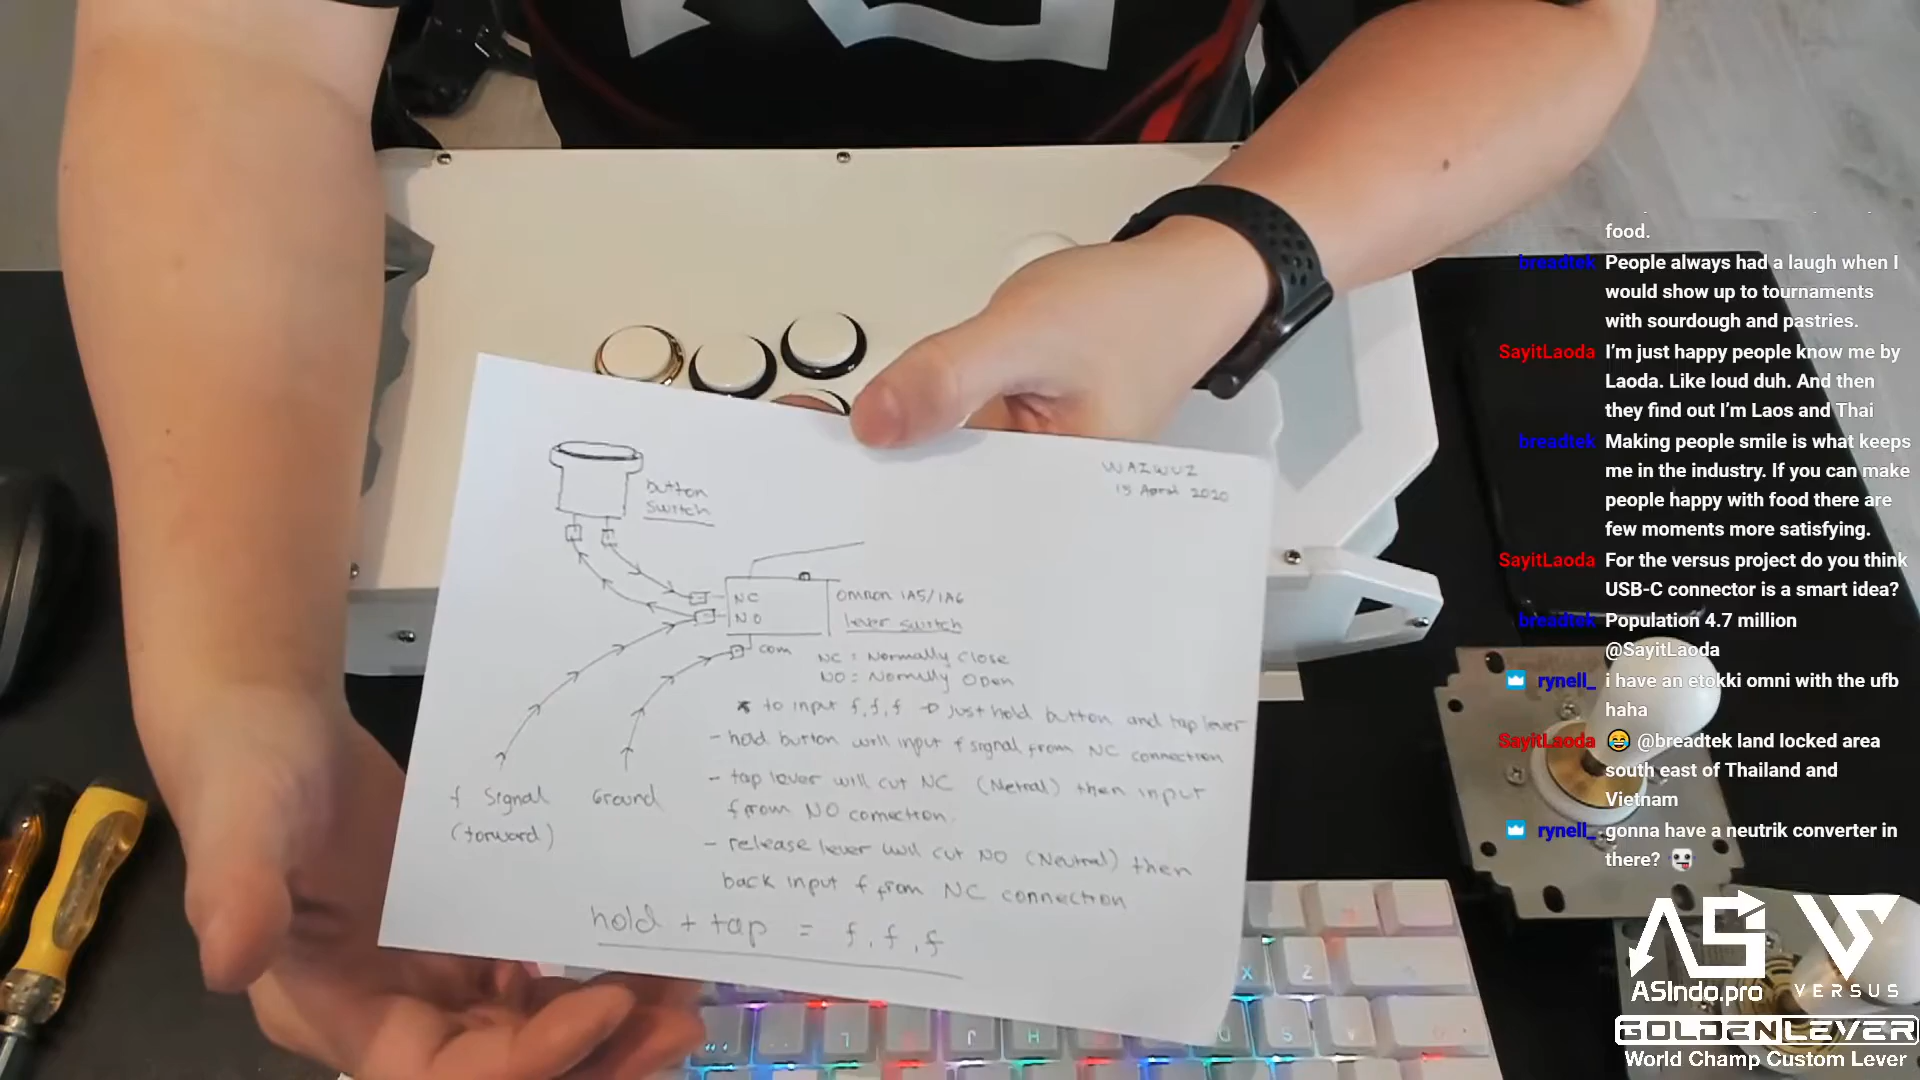 WAZWUZ
15 April 2020
button
switch
NC
NO
com
Omron 1A5/1A6
lever switch
NC = Normally Close
NO = Normally Open
f signal
(forward)
Ground
* to input f,f,f → just hold button and tap lever
- hold button will input f signal from NC connection
- tap lever will cut NC (Netral) then input
f from NO connection.
- release lever will cut NO (Neutral) then
back input f from NC connection
hold + tap = f, f, f
food.
breadtek People always had a laugh when I
would show up to tournaments
with sourdough and pastries.
SayitLaoda I'm just happy people know me by
Laoda. Like loud duh. And then
they find out I'm Laos and Thai
breadtek Making people smile is what keeps
me in the industry. If you can make
people happy with food there are
few moments more satisfying.
SayitLaoda For the versus project do you think
USB-C connector is a smart idea?
breadtek Population 4.7 million
@SayitLaoda
rynell_ i have an etokki omni with the ufb
haha
SayitLaoda 😂 @breadtek land locked area
south east of Thailand and
Vietnam
rynell_ gonna have a neutrik converter in
there? 👻
AS
ASIndo.pro
VS
VERSUS
GOLDENLEVER
World Champ Custom Lever
X
Z
L
J
H
D
S